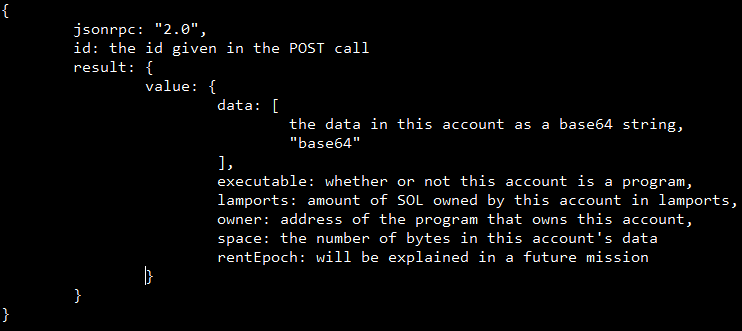 {
jsonrpc: "2.0",
id: the id given in the POST call
result: {
value: {
data: [
the data in this account as a base64 string,
"base64"
],
executable: whether or not this account is a program,
lamports: amount of SOL owned by this account in lamports,
owner: address of the program that owns this account,
space: the number of bytes in this account's data
rentEpoch: will be explained in a future mission
}
}
}